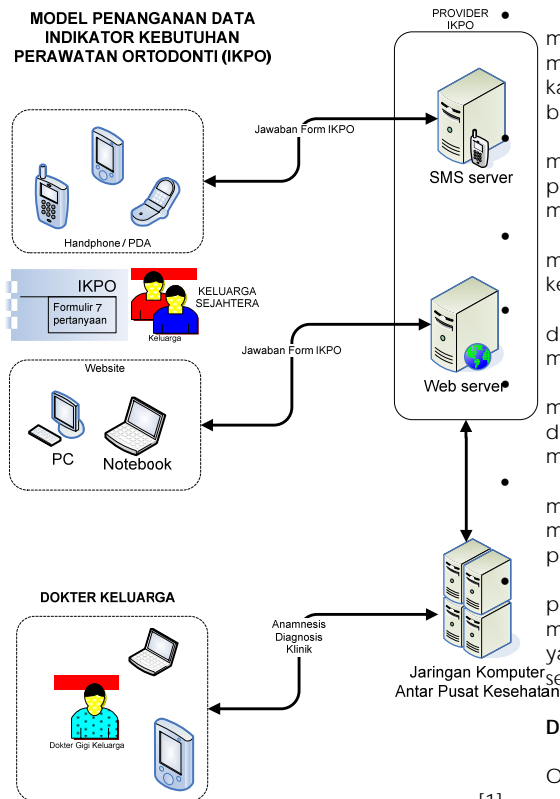 MODEL PENANGANAN DATA
INDIKATOR KEBUTUHAN
PERAWATAN ORTODONTI (IKPO)
PROVIDER
IKPO
Jawaban Form IKPO
SMS server
Handphone / PDA
IKPO
Formulir 7
pertanyaan
KELUARGA
SEJAHTERA
Keluarga
Jawaban Form IKPO
Website
PC
Notebook
Web server
DOKTER KELUARGA
Anamnesis
Diagnosis
Klinik
Dokter Gigi Keluarga
Jaringan Komputer
Antar Pusat Kesehatan
[1]